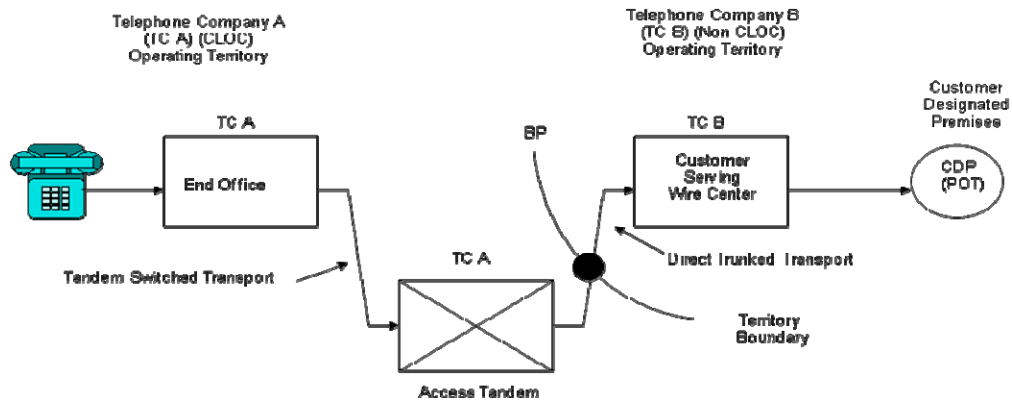 Telephone Company A
(TC A) (CLOC)
Operating Territory
Telephone Company B
(TC B) (Non CLOC)
Operating Territory
Customer
Designated
Premises
TC A
BP
TC B
End Office
Customer
Serving
Wire Center
CDP
(POT)
Tandem Switched Transport
TC A
Direct Trunked Transport
Territory
Boundary
Access Tandem